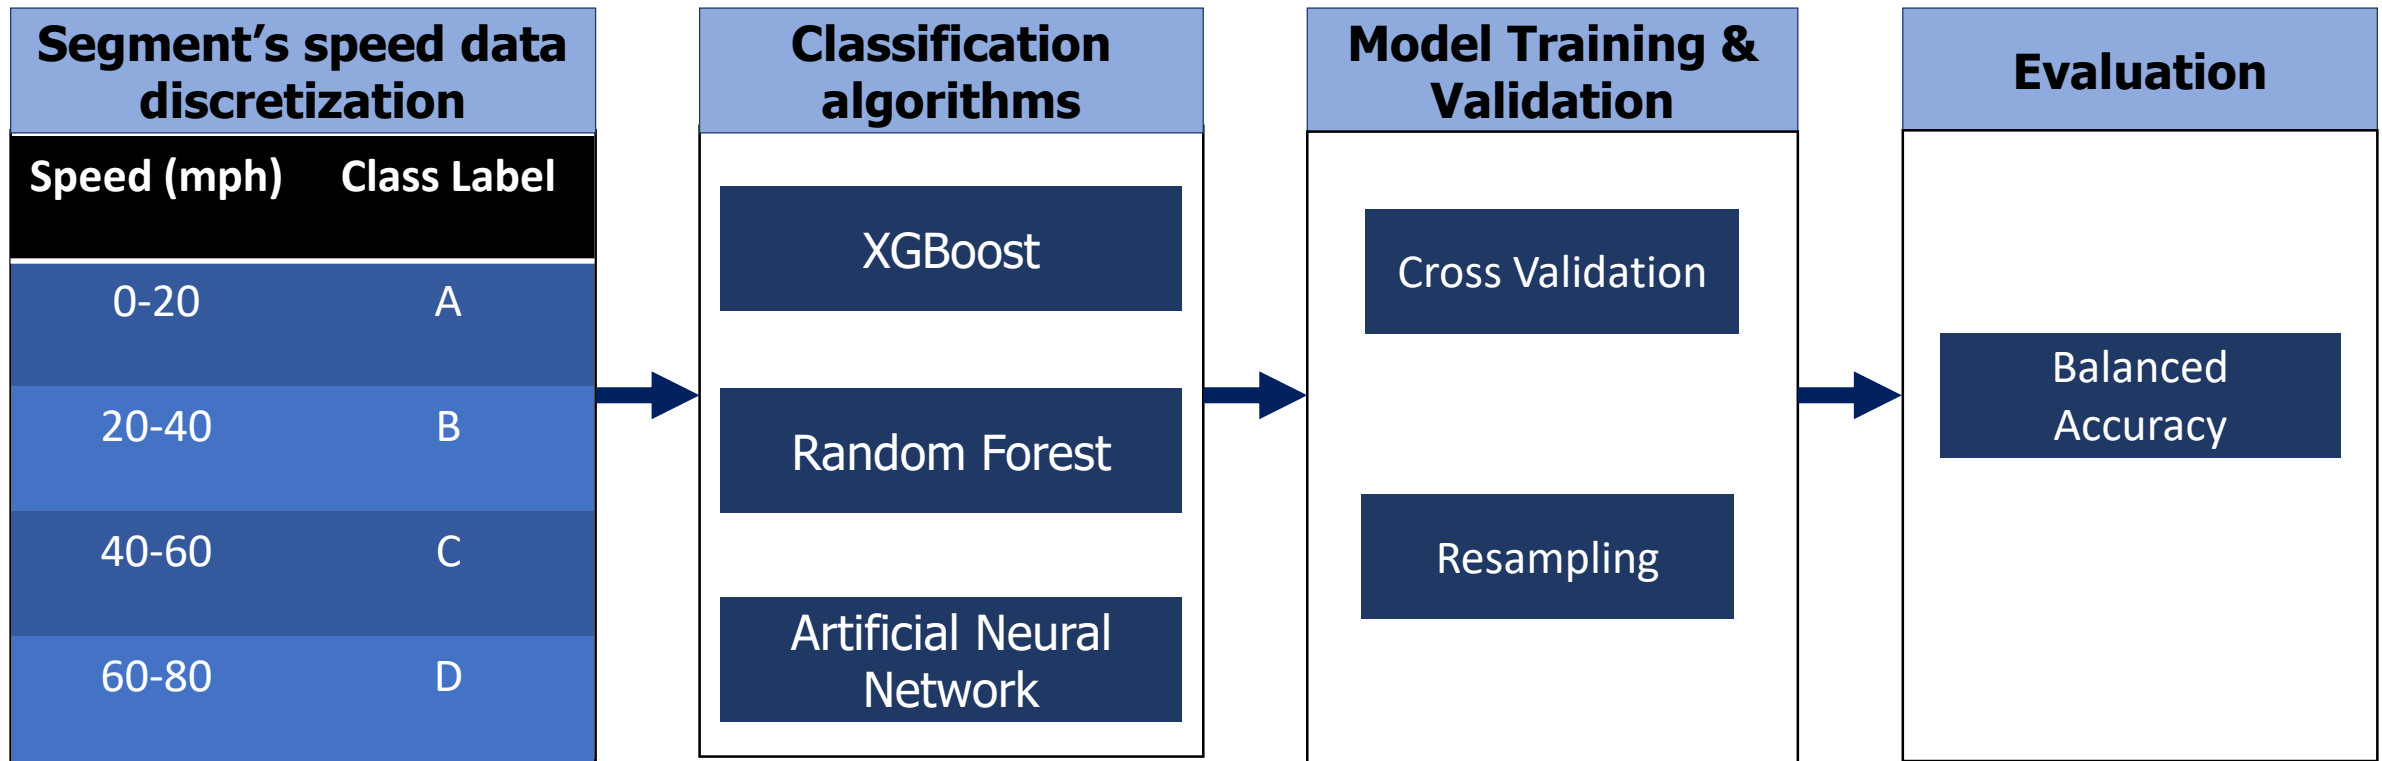 Segment’s speed data
discretization
Speed (mph) Class Label
0-20 A
20-40 B
40-60 C
60-80 D
Classification
algorithms
XGBoost
Random Forest
Artificial Neural
Network
Model Training &
Validation
Cross Validation
Resampling
Evaluation
Balanced
Accuracy